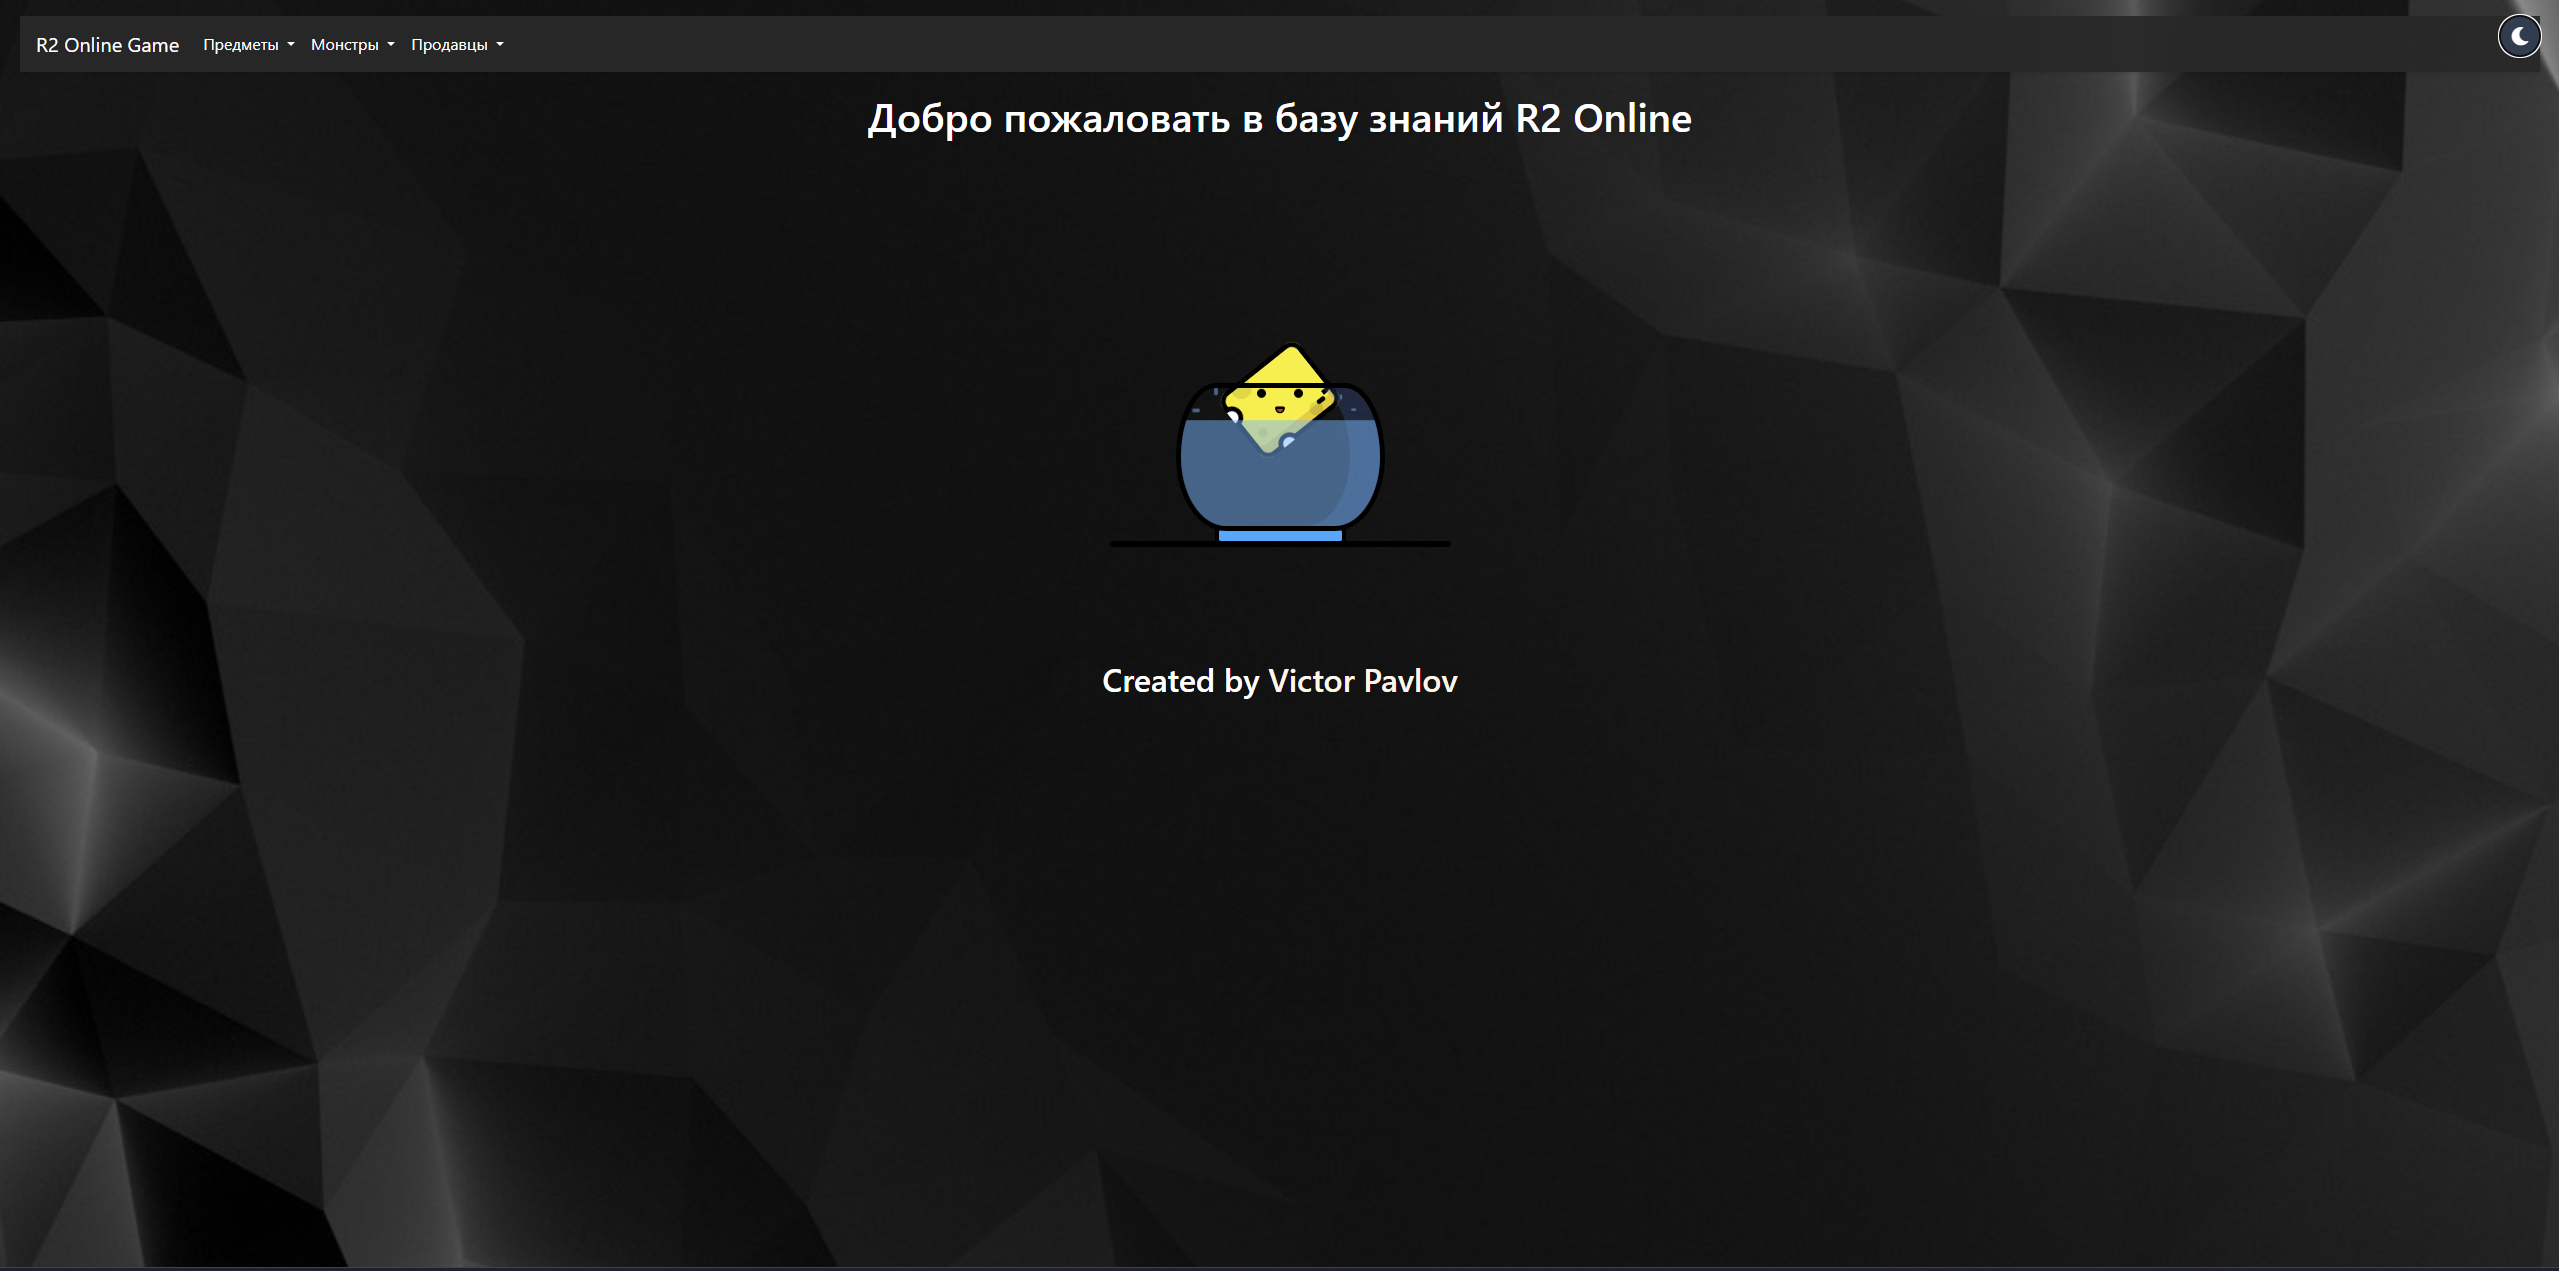 R2 Online Game Предметы Монстры Продавцы
Добро пожаловать в базу знаний R2 Online
Created by Victor Pavlov